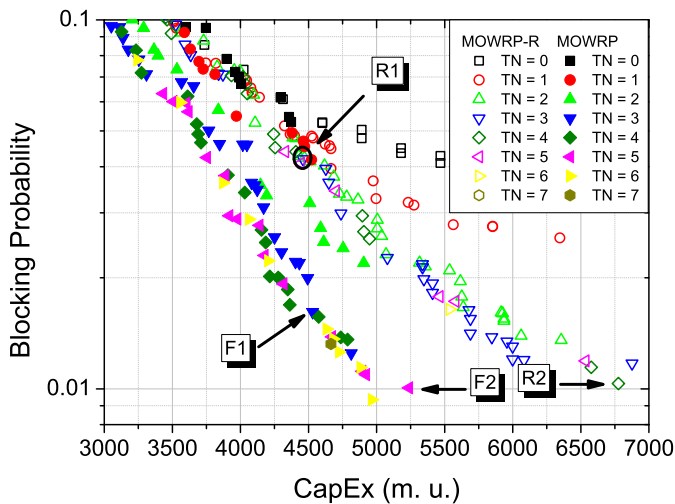 0.1
0.01
Blocking Probability
MOWRP-R MOWRP
TN = 0 TN = 0
TN = 1 TN = 1
TN = 2 TN = 2
TN = 3 TN = 3
TN = 4 TN = 4
TN = 5 TN = 5
TN = 6 TN = 6
TN = 7 TN = 7
R1
F1
F2
R2
3000 3500 4000 4500 5000 5500 6000 6500 7000
CapEx (m. u.)